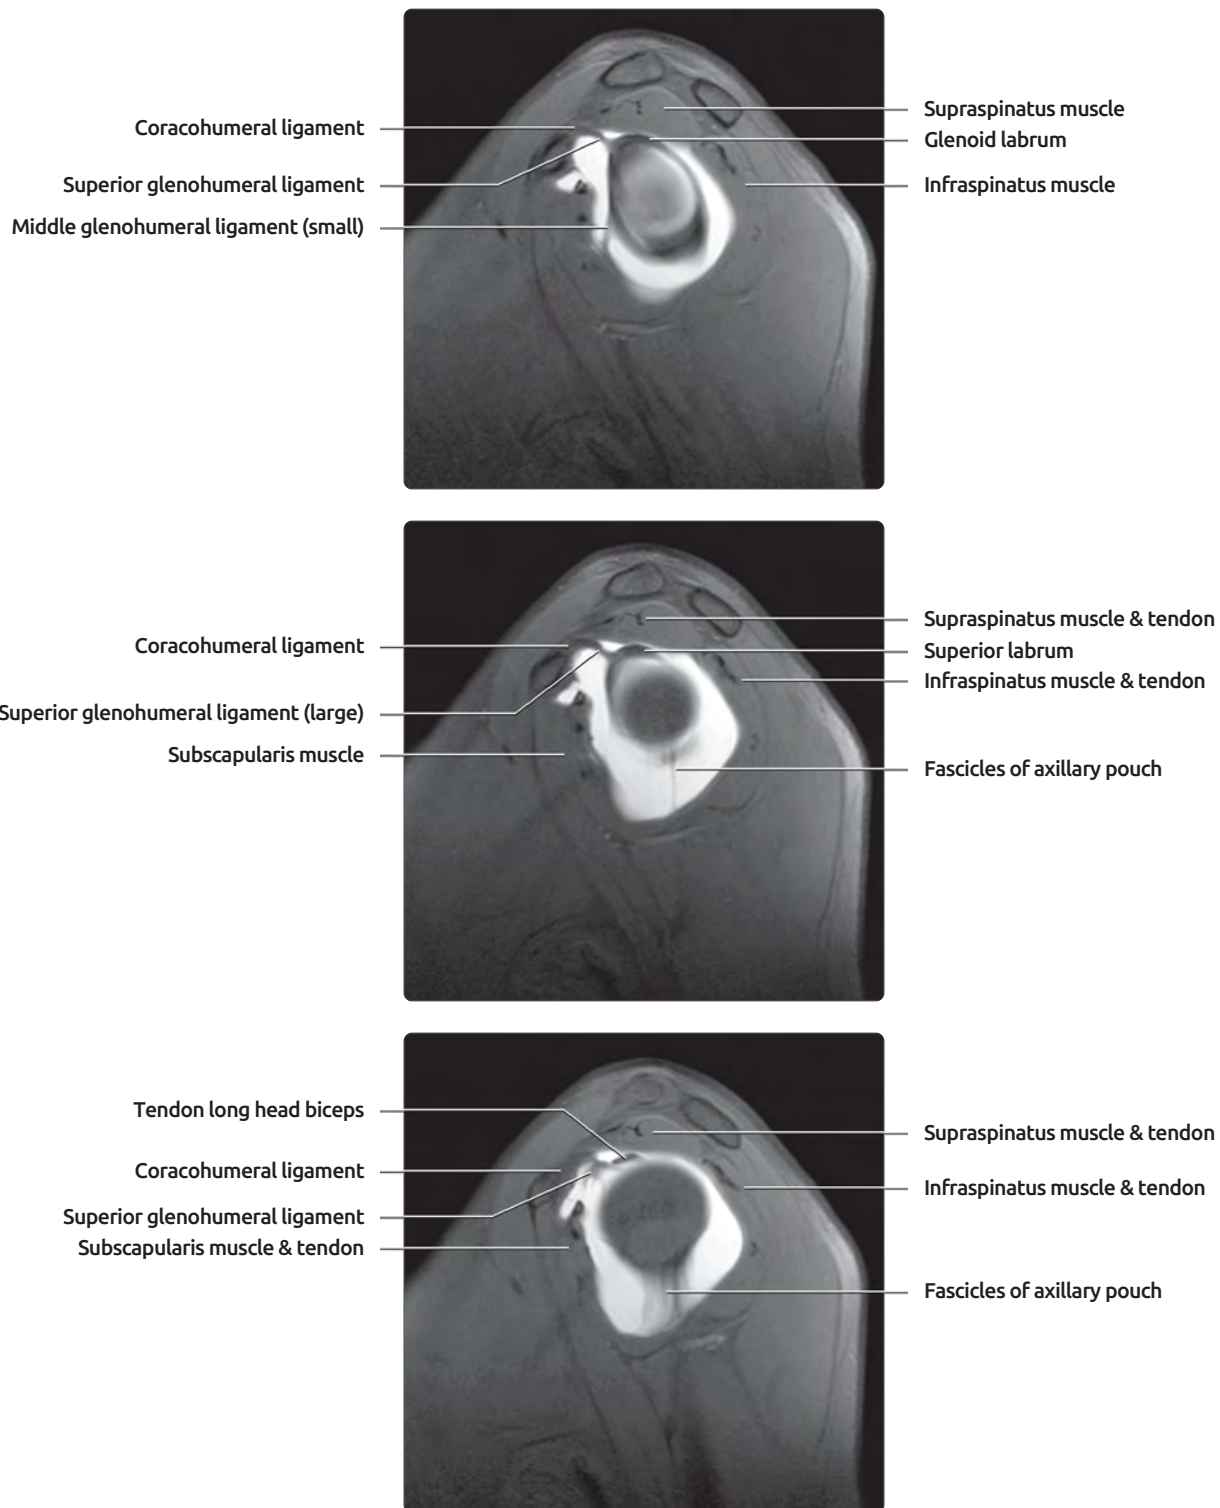 Coracohumeral ligament
Superior glenohumeral ligament
Middle glenohumeral ligament (small)
Supraspinatus muscle
Glenoid labrum
Infraspinatus muscle
Coracohumeral ligament
Superior glenohumeral ligament (large)
Subscapularis muscle
Supraspinatus muscle & tendon
Superior labrum
Infraspinatus muscle & tendon
Fascicles of axillary pouch
Tendon long head biceps
Coracohumeral ligament
Superior glenohumeral ligament
Subscapularis muscle & tendon
Supraspinatus muscle & tendon
Infraspinatus muscle & tendon
Fascicles of axillary pouch